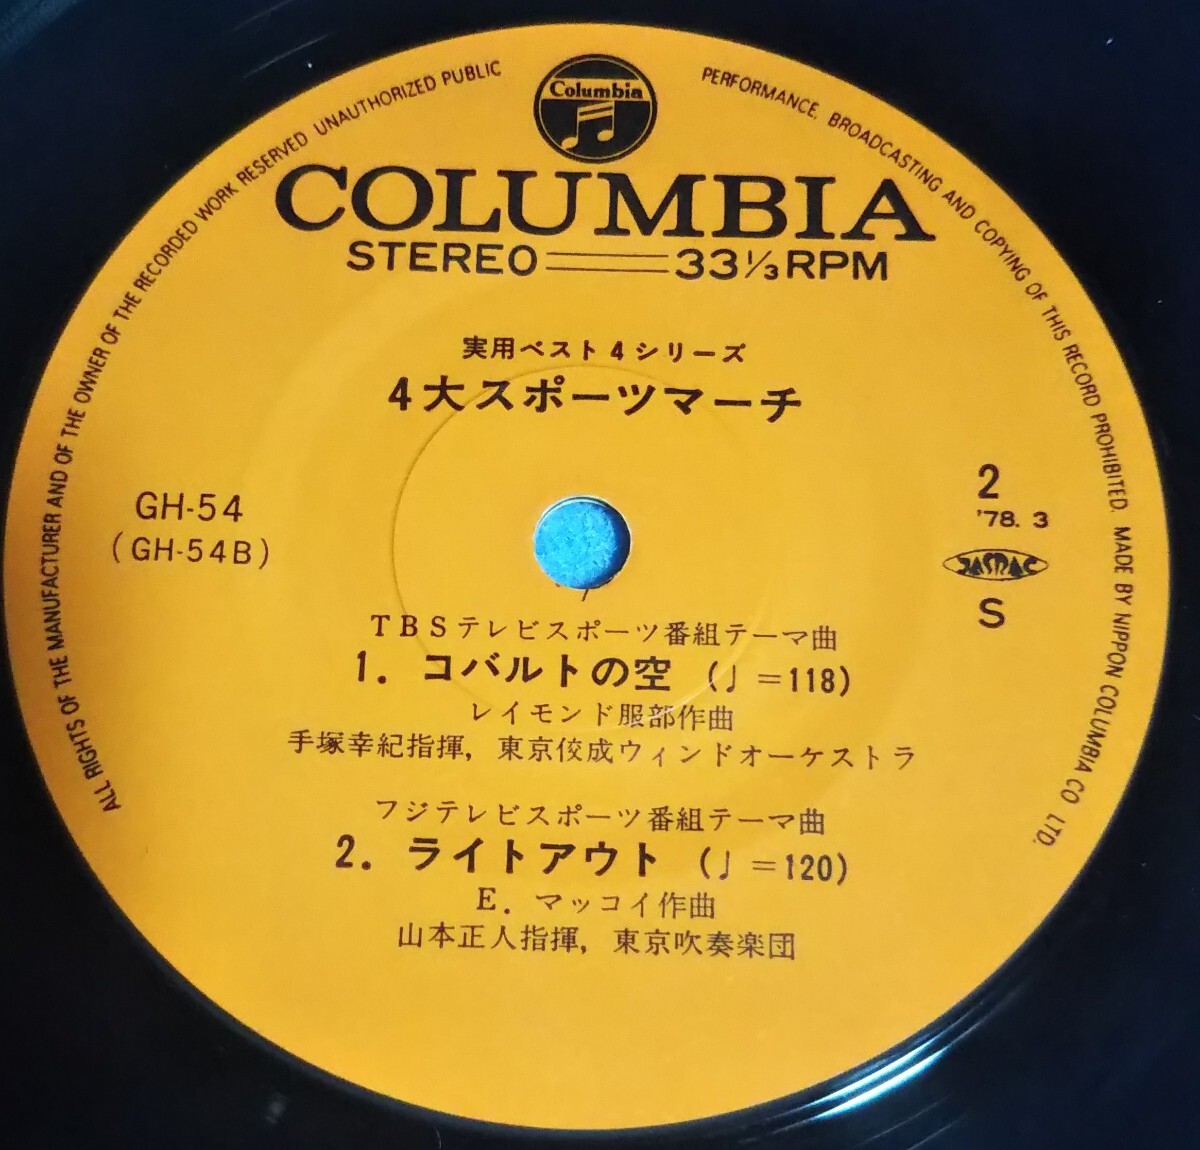 Columbia
COLUMBIA
STEREO 33⅓RPM
実用ベスト4シリーズ
4大スポーツマーチ
GH-54
(GH-54B)
2
'78. 3
JASRAC
S
TBSテレビスポーツ番組テーマ曲
1. コバルトの空 (♩=118)
レイモンド服部作曲
手塚幸紀指揮, 東京佼成ウィンドオーケストラ
フジテレビスポーツ番組テーマ曲
2. ライトアウト (♩=120)
E. マッコイ作曲
山本正人指揮, 東京吹奏楽団
ALL RIGHTS OF THE MANUFACTURER AND OF THE OWNER OF THE RECORDED WORK RESERVED UNAUTHORIZED PUBLIC PERFORMANCE, BROADCASTING AND COPYING OF THIS RECORD PROHIBITED. MADE BY NIPPON COLUMBIA CO. LTD.